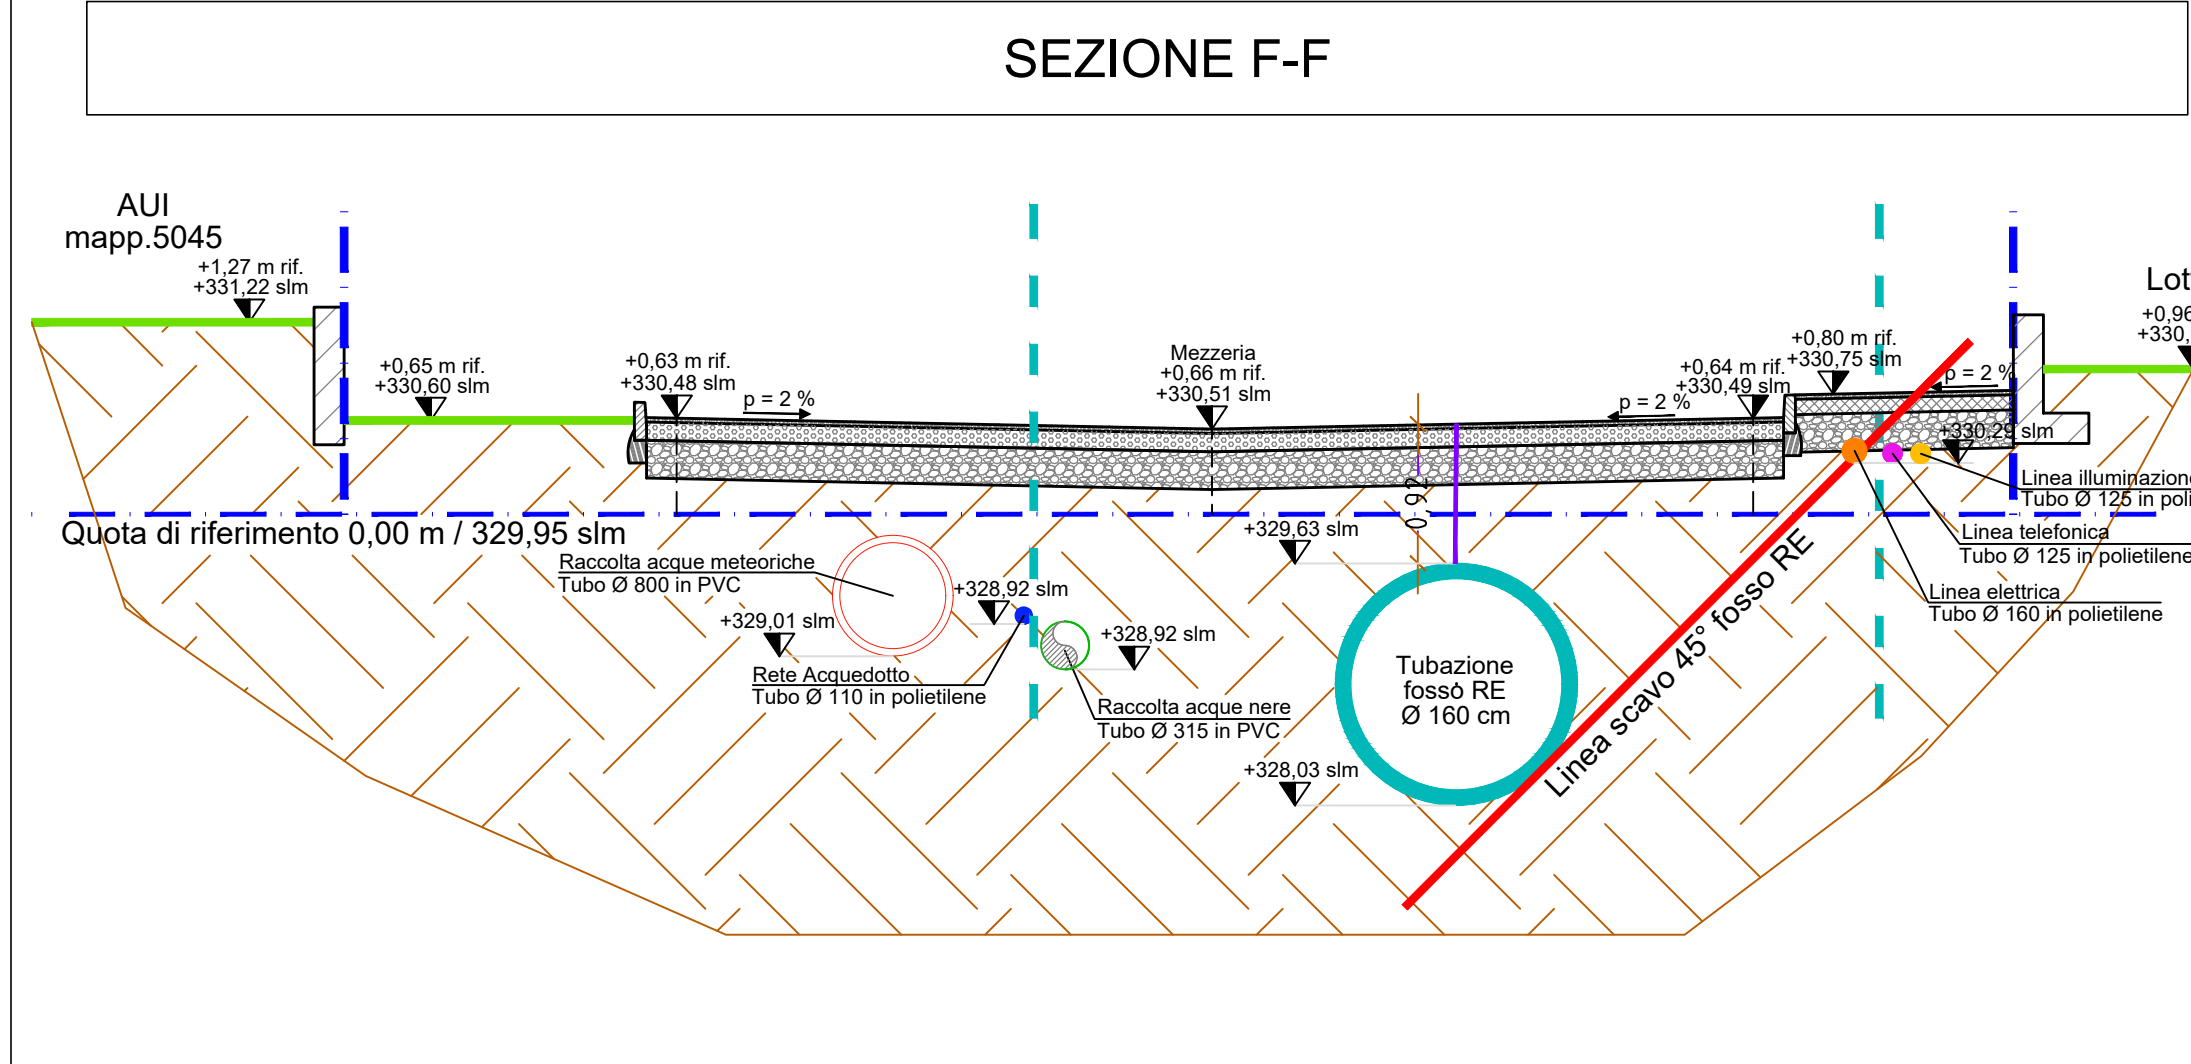 SEZIONE F-F
AUI
mapp.5045
+1,27 m rif.
+331,22 slm
+0,65 m rif.
+330,60 slm
+0,63 m rif.
+330,48 slm
p = 2 %
Mezzeria
+0,66 m rif.
+330,51 slm
p = 2 %
+0,64 m rif.
+330,49 slm
+0,80 m rif.
+330,75 slm
p = 2 %
Lot
+0,96
+330,
+330,29 slm
Quota di riferimento 0,00 m / 329,95 slm
0,92
+329,63 slm
Linea illuminazione
Tubo Ø 125 in poli
Linea telefonica
Tubo Ø 125 in polietilene
Linea elettrica
Tubo Ø 160 in polietilene
Raccolta acque meteoriche
Tubo Ø 800 in PVC
+328,92 slm
+329,01 slm
+328,92 slm
Rete Acquedotto
Tubo Ø 110 in polietilene
Raccolta acque nere
Tubo Ø 315 in PVC
Tubazione
fosso RE
Ø 160 cm
+328,03 slm
Linea scavo 45° fosso RE